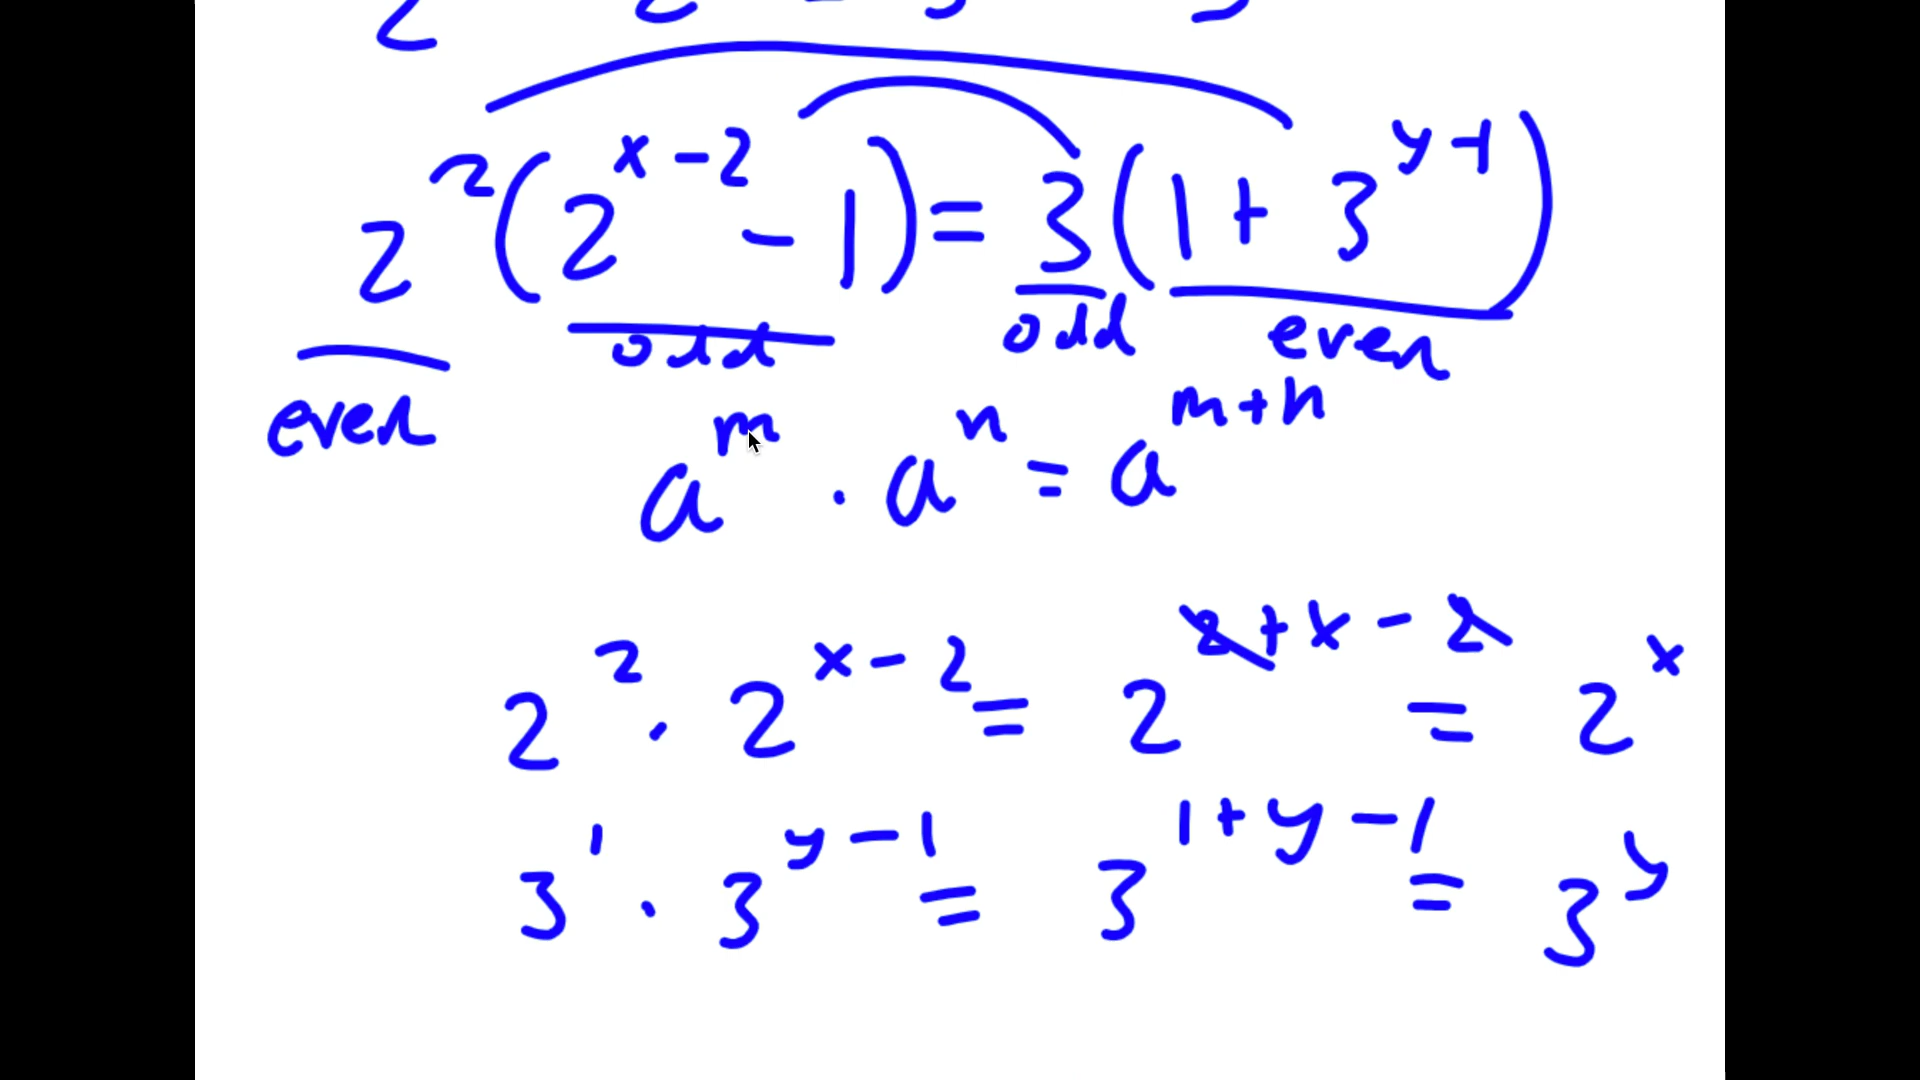 2²(2^(x-2) - 1) = 3(1 + 3^(y-1))
odd odd even
even
a^m · a^n = a^(m+n)
2² · 2^(x-2) = 2^(2+x-2) = 2^x
3¹ · 3^(y-1) = 3^(1+y-1) = 3^y